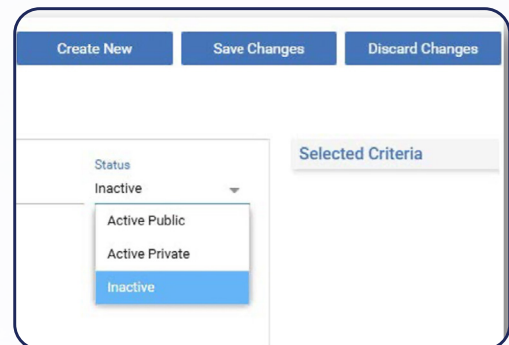 Create New
Save Changes
Discard Changes
Selected Criteria
Status
Inactive
Active Public
Active Private
Inactive